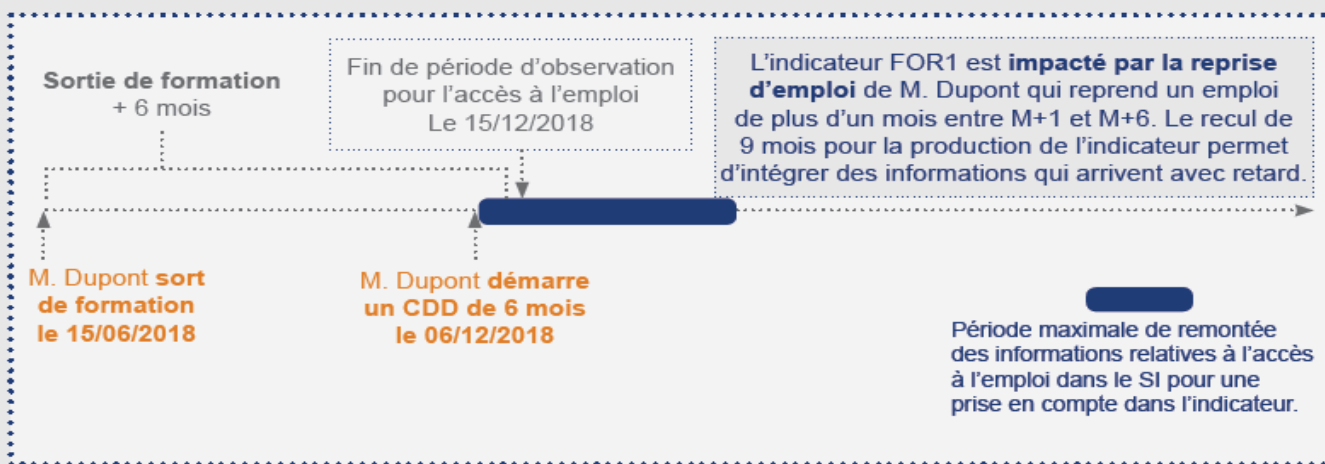 Sortie de formation
+ 6 mois
Fin de période d'observation
pour l'accès à l'emploi
Le 15/12/2018
L'indicateur FOR1 est impacté par la reprise
d'emploi de M. Dupont qui reprend un emploi
de plus d'un mois entre M+1 et M+6. Le recul de
9 mois pour la production de l'indicateur permet
d'intégrer des informations qui arrivent avec retard.
M. Dupont sort
de formation
le 15/06/2018
M. Dupont démarre
un CDD de 6 mois
le 06/12/2018
Période maximale de remontée
des informations relatives à l'accès
à l'emploi dans le SI pour une
prise en compte dans l'indicateur.